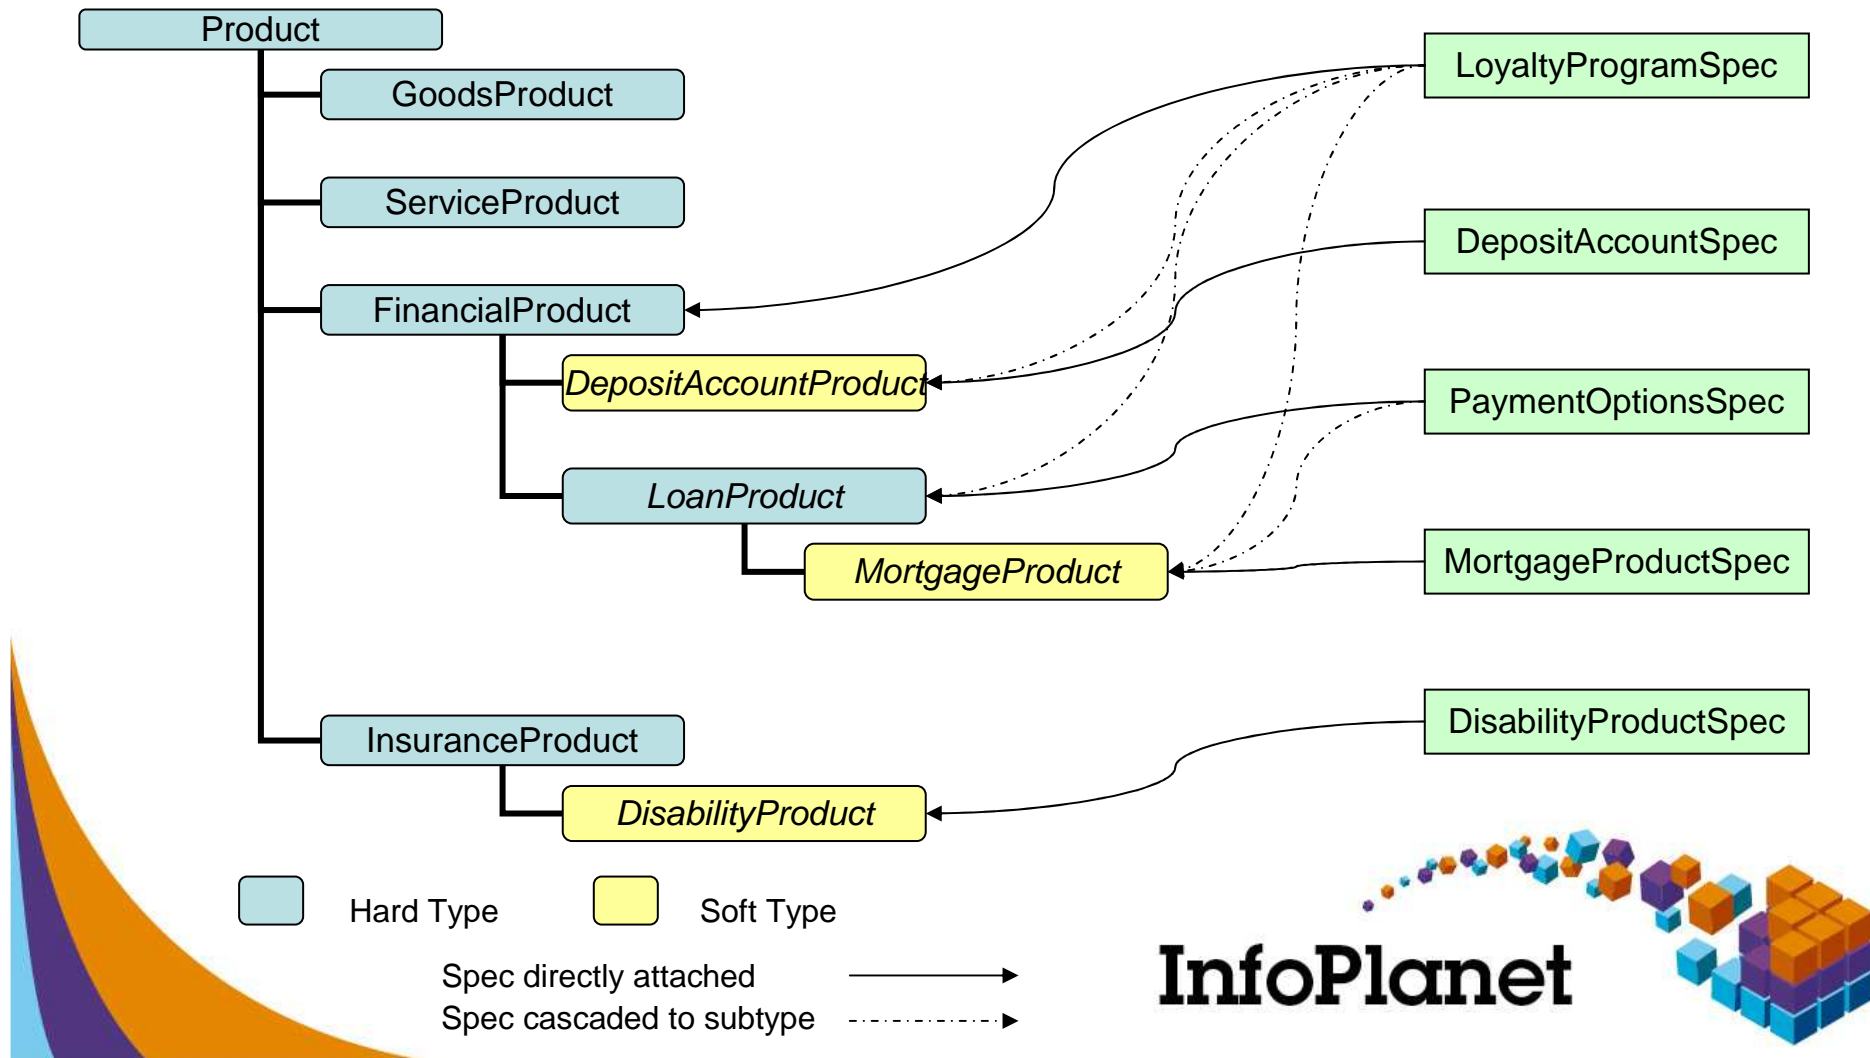 Product
GoodsProduct
ServiceProduct
FinancialProduct
DepositAccountProduct
LoanProduct
MortgageProduct
InsuranceProduct
DisabilityProduct
LoyaltyProgramSpec
DepositAccountSpec
PaymentOptionsSpec
MortgageProductSpec
DisabilityProductSpec
Hard Type
Soft Type
Spec directly attached
Spec cascaded to subtype
InfoPlanet